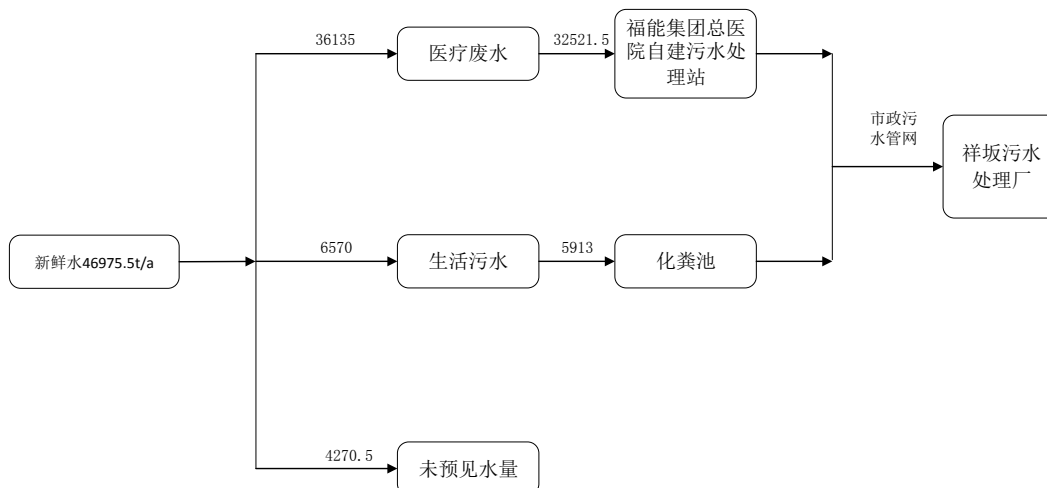 36135
医疗废水
32521.5
福能集团总医
院自建污水处
理站
市政污
水管网
祥坂污水
处理厂
新鲜水46975.5t/a
6570
生活污水
5913
化粪池
4270.5
未预见水量